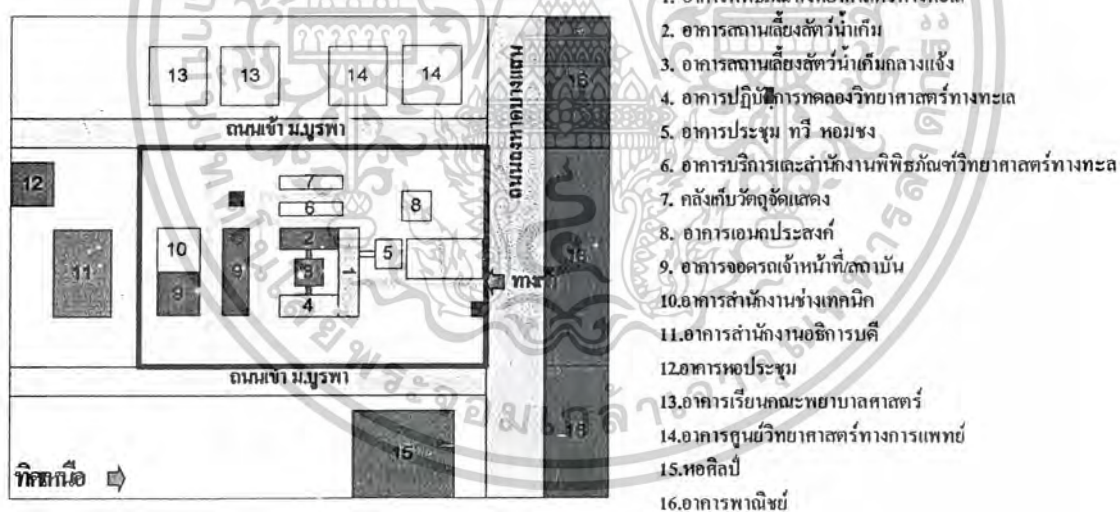 13
13
14
14
16
ถนนเข้า ม.บูรพา
ถนนลงหาดบางแสน
12
7
6
8
10
2
11
9
9
3
1
5
16
4
ถนนเข้า ม.บูรพา
15
16
ทิศเหนือ
2. อาคารสถานเลี้ยงสัตว์น้ำเค็ม
3. อาคารสถานเลี้ยงสัตว์น้ำเค็มกลางแจ้ง
4. อาคารปฏิบัติการทดลองวิทยาศาสตร์ทางทะเล
5. อาคารประชุม ทวี หอมชง
6. อาคารบริการและสำนักงานพิพิธภัณฑ์วิทยาศาสตร์ทางทะล
7. คลังเก็บวัตถุจัดแสดง
8. อาคารเอนกประสงค์
9. อาคารจอดรถเจ้าหน้าที่/สถาบัน
10.อาคารสำนักงานช่างเทคนิค
11.อาคารสำนักงานอธิการบดี
12.อาคารหอประชุม
13.อาคารเรียนคณะพยาบาลศาสตร์
14.อาคารศูนย์วิทยาศาสตร์ทางการแพทย์
15.หอศิลป์
16.อาคารพาณิชย์